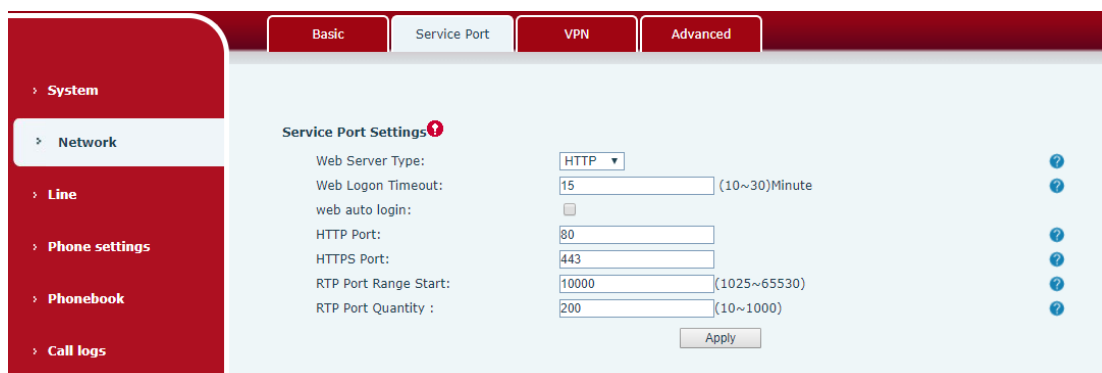 Basic
Service Port
VPN
Advanced
System
Network
Line
Phone settings
Phonebook
Call logs
Service Port Settings
Web Server Type: HTTP
Web Logon Timeout: 15 (10~30)Minute
web auto login:
HTTP Port: 80
HTTPS Port: 443
RTP Port Range Start: 10000 (1025~65530)
RTP Port Quantity : 200 (10~1000)
Apply